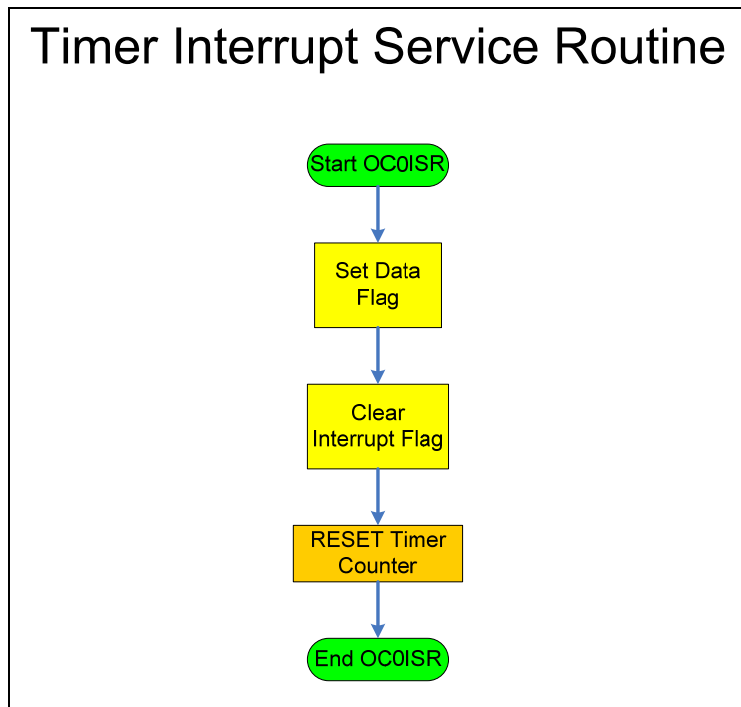 Timer Interrupt Service Routine
Start OC0ISR
Set Data
Flag
Clear
Interrupt Flag
RESET Timer
Counter
End OC0ISR